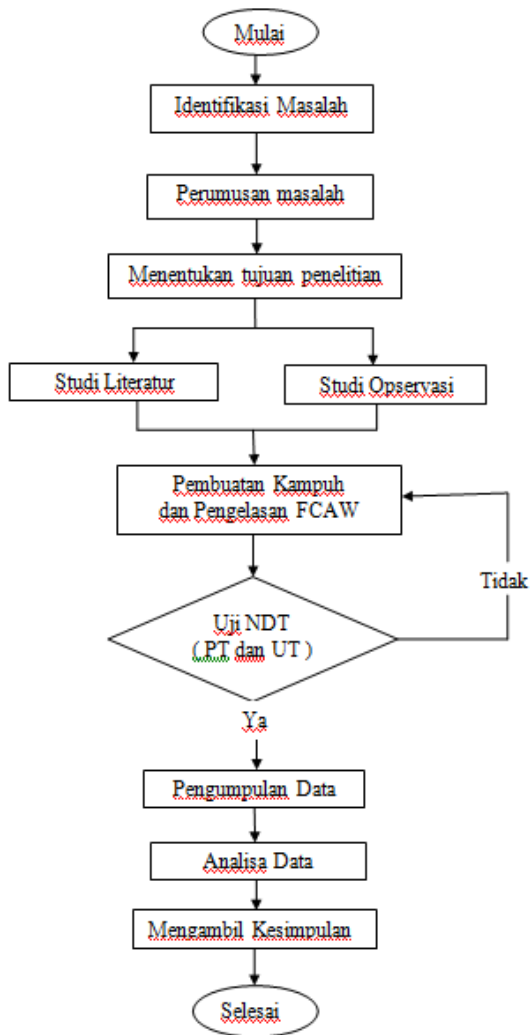 Mulai
Identifikasi Masalah
Perumusan masalah
Menentukan tujuan penelitian
Studi Literatur
Studi Opservasi
Pembuatan Kampuh
dan Pengelasan FCAW
Tidak
Uji NDT
( PT dan UT )
Ya
Pengumpulan Data
Analisa Data
Mengambil Kesimpulan
Selesai